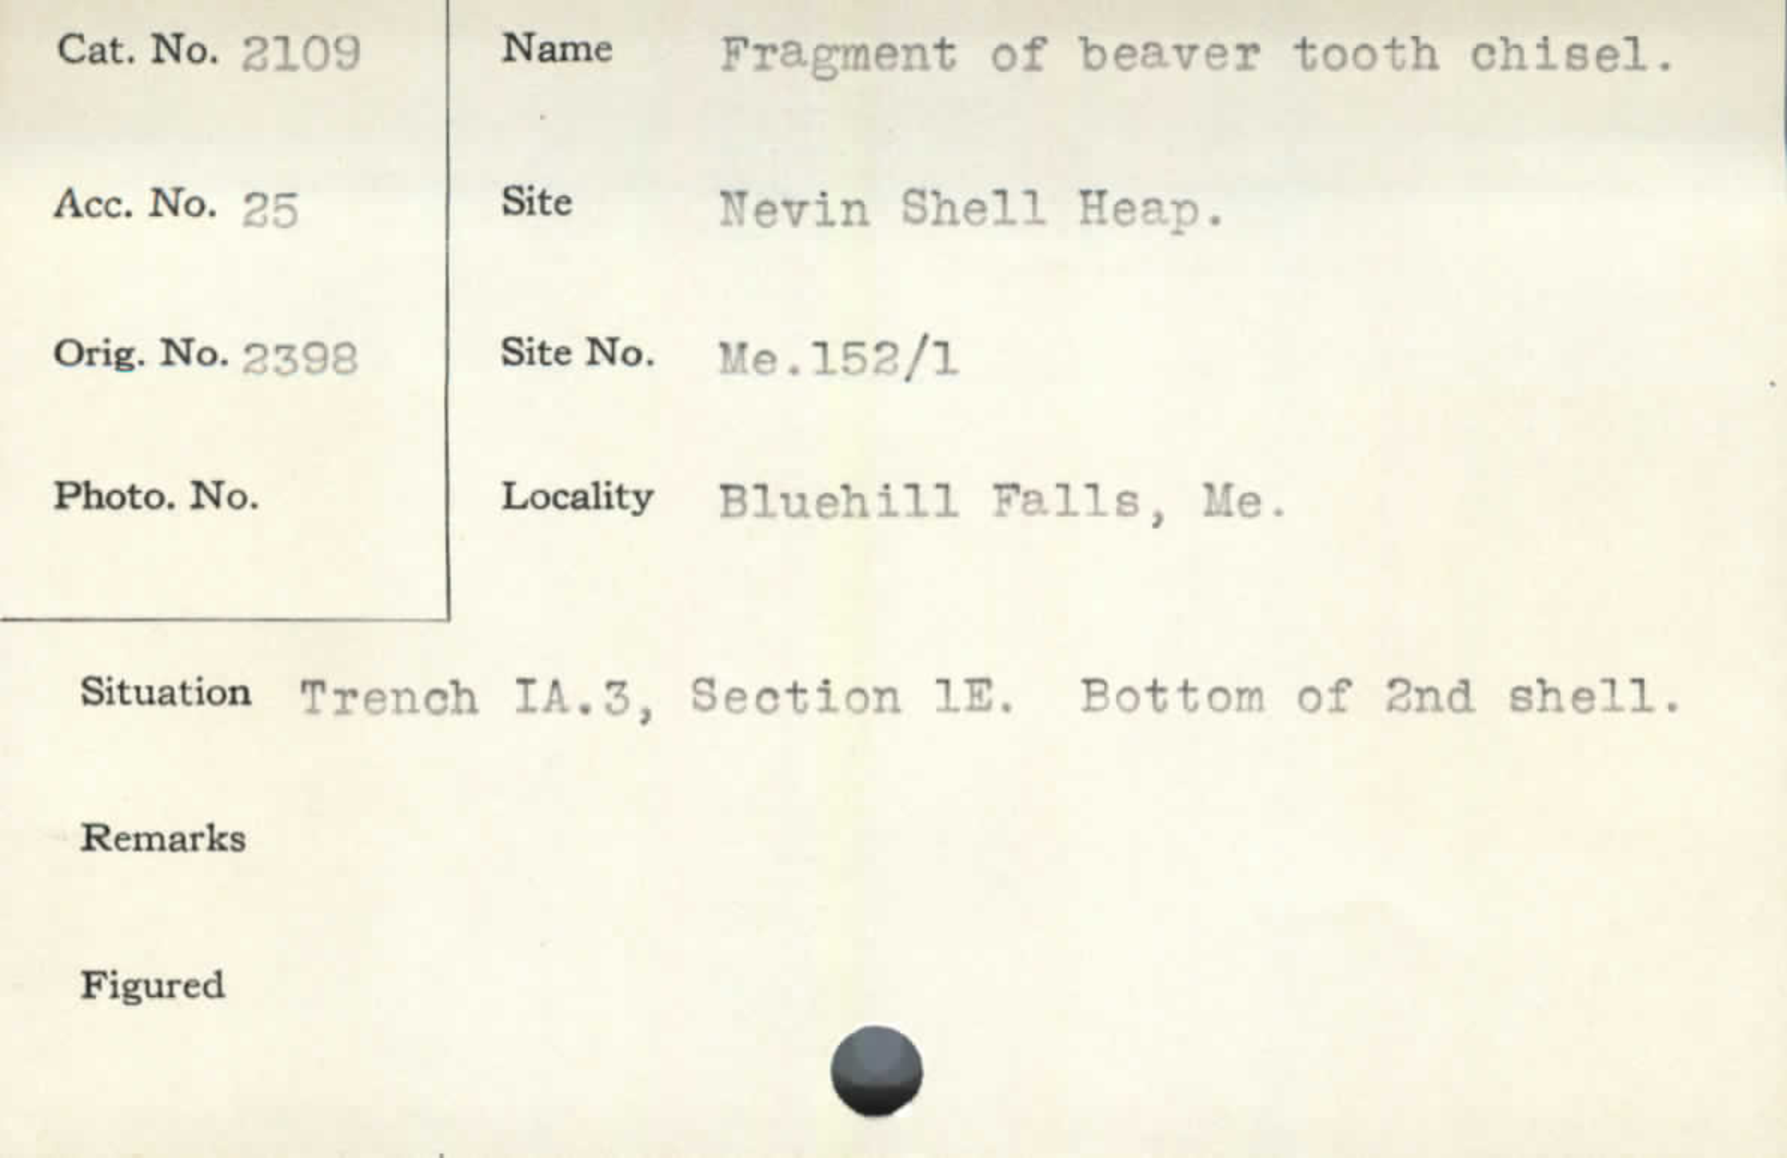 Cat. No. 2109
Name Fragment of beaver tooth chisel.
Acc. No. 25
Site Nevin Shell Heap.
Orig. No. 2398
Site No. Me.152/1
Photo. No.
Locality Bluehill Falls, Me.
Situation Trench IA.3, Section 1E. Bottom of 2nd shell.
Remarks
Figured